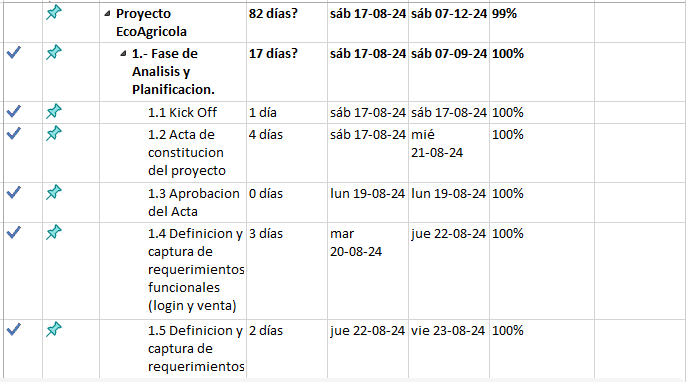 Proyecto EcoAgricola 82 días? sáb 17-08-24 sáb 07-12-24 99%
1.- Fase de Analisis y Planificacion. 17 días? sáb 17-08-24 sáb 07-09-24 100%
1.1 Kick Off 1 día sáb 17-08-24 sáb 17-08-24 100%
1.2 Acta de constitucion del proyecto 4 días sáb 17-08-24 mié 21-08-24 100%
1.3 Aprobacion del Acta 0 días lun 19-08-24 lun 19-08-24 100%
1.4 Definicion y captura de requerimientos funcionales (login y venta) 3 días mar 20-08-24 jue 22-08-24 100%
1.5 Definicion y captura de requerimientos 2 días jue 22-08-24 vie 23-08-24 100%